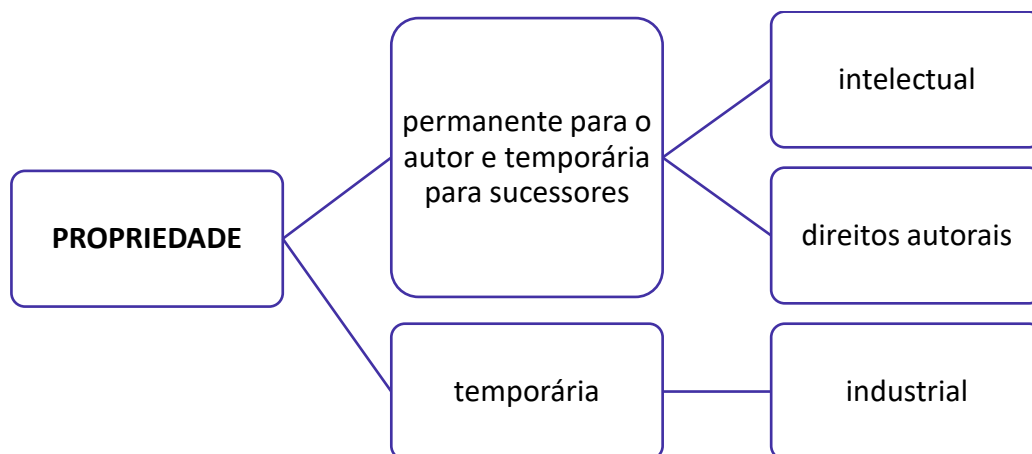 PROPRIEDADE
permanente para o
autor e temporária
para sucessores
intelectual
direitos autorais
temporária
industrial